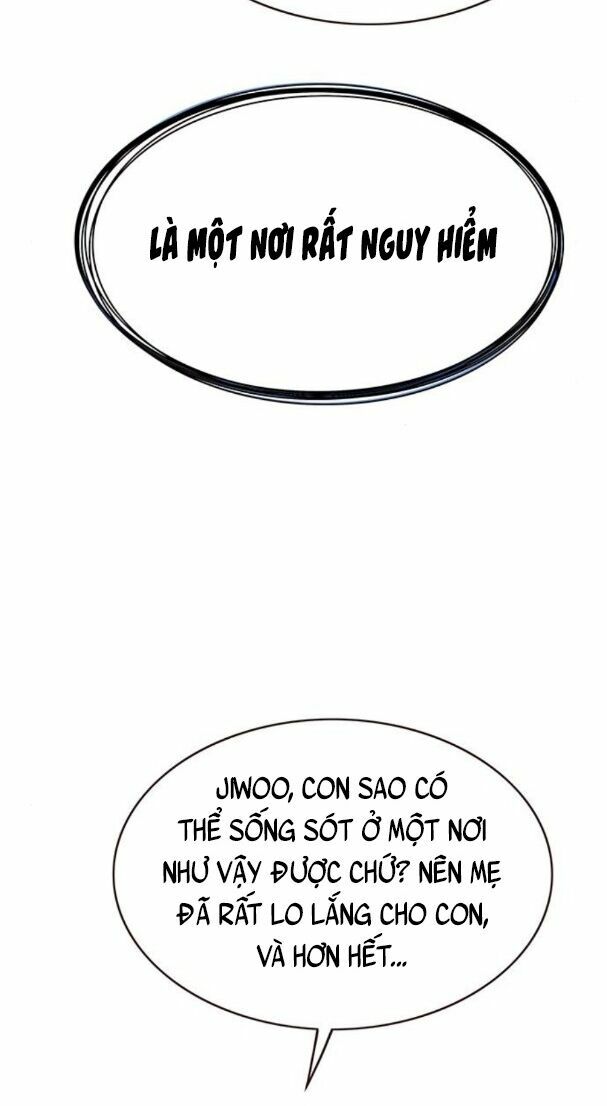 LÀ MỘT NƠI RẤT NGUY HIỂM
JIWOO, CON SAO CÓ
THỂ SỐNG SÓT Ở MỘT NƠI
NHƯ VẬY ĐƯỢC CHỨ? NÊN MẸ
ĐÃ RẤT LO LẮNG CHO CON,
VÀ HƠN HẾT...